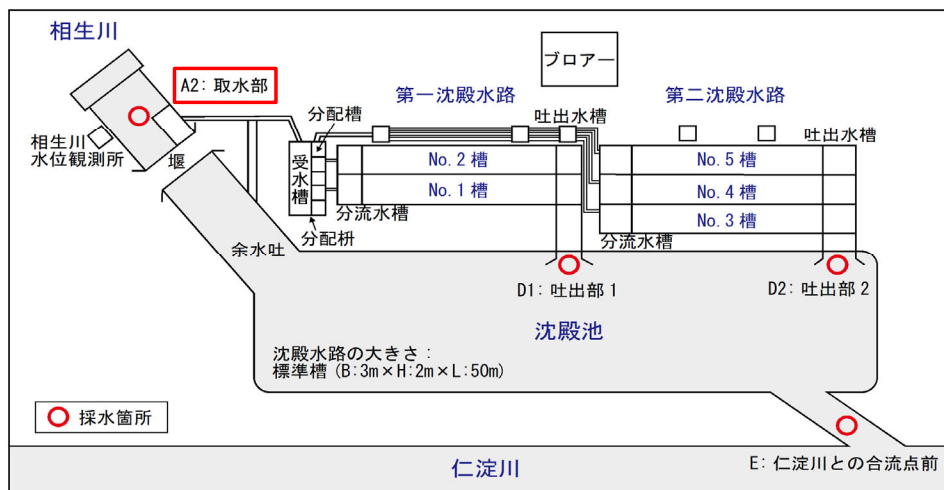 相生川
ブロアー
A2: 取水部
第一沈殿水路
第二沈殿水路
分配槽
吐出水槽
吐出水槽
相生川
水位観測所
堰
受水槽
No.2 槽
No.5 槽
No.1 槽
No.4 槽
分流水槽
No.3 槽
分配枡
分流水槽
余水吐
D1: 吐出部 1
D2: 吐出部 2
沈殿池
沈殿水路の大きさ：
標準槽 (B:3m×H:2m×L:50m)
採水箇所
仁淀川
E: 仁淀川との合流点前